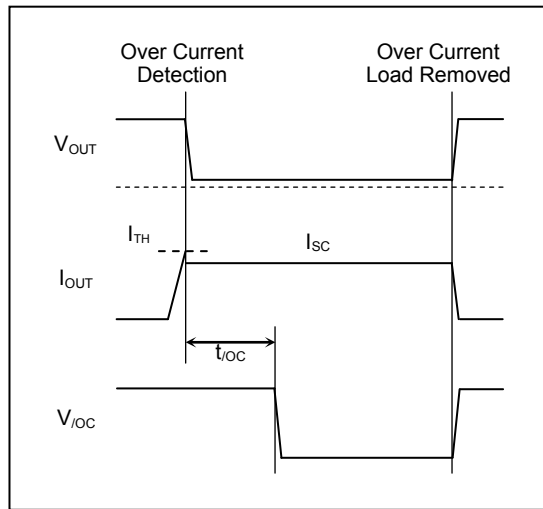 Over Current
Detection
Over Current
Load Removed
VOUT
ITH
ISC
IOUT
t/OC
V/OC